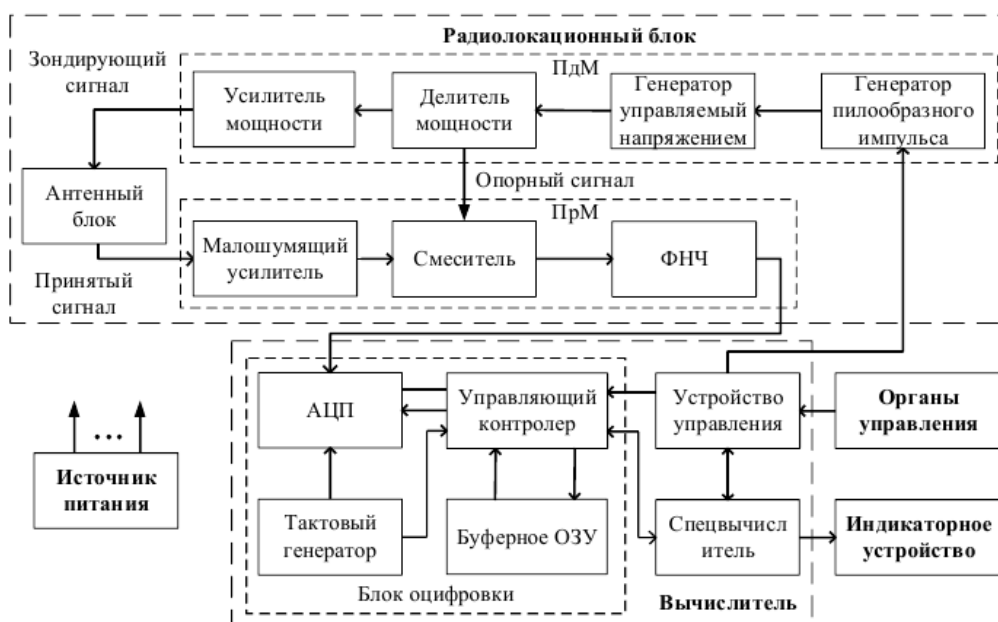 Радиолокационный блок
Зондирующий
сигнал
ПдМ
Усилитель
мощности
Делитель
мощности
Генератор
управляемый
напряжением
Генератор
пилообразного
импульса
Опорный сигнал
Антенный
блок
ПрМ
Малошумящий
усилитель
Смеситель
ФНЧ
Принятый
сигнал
АЦП
Управляющий
контролер
Устройство
управления
Органы
управления
...
Источник
питания
Тактовый
генератор
Буферное ОЗУ
Спецвычисл
итель
Индикаторное
устройство
Блок оцифровки
Вычислитель